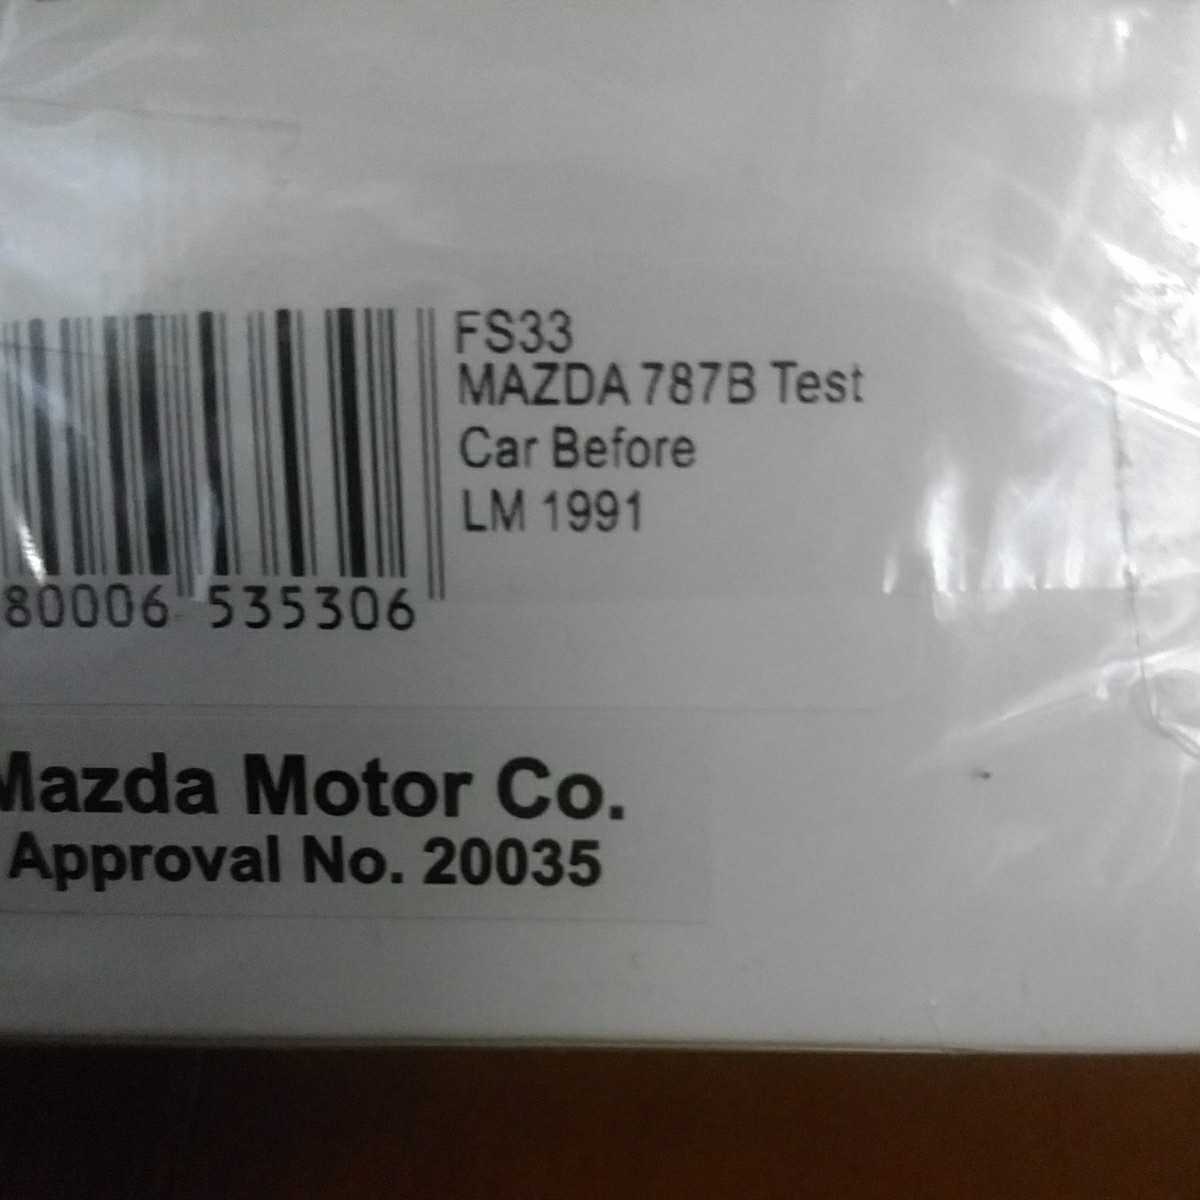 FS33
MAZDA 787B Test
Car Before
LM 1991
80006 535306
Mazda Motor Co.
Approval No. 20035